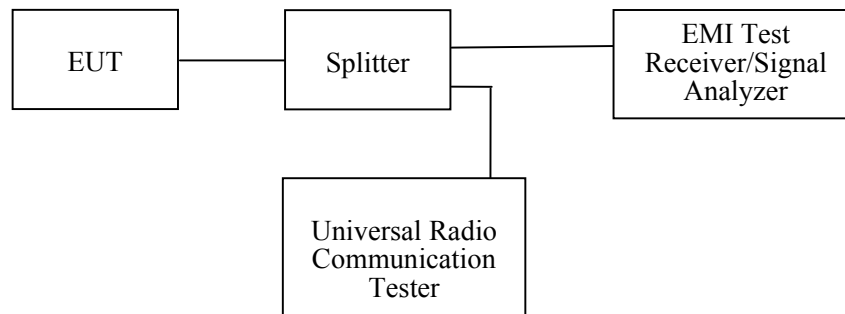 EUT
Splitter
EMI Test
Receiver/Signal
Analyzer
Universal Radio
Communication
Tester